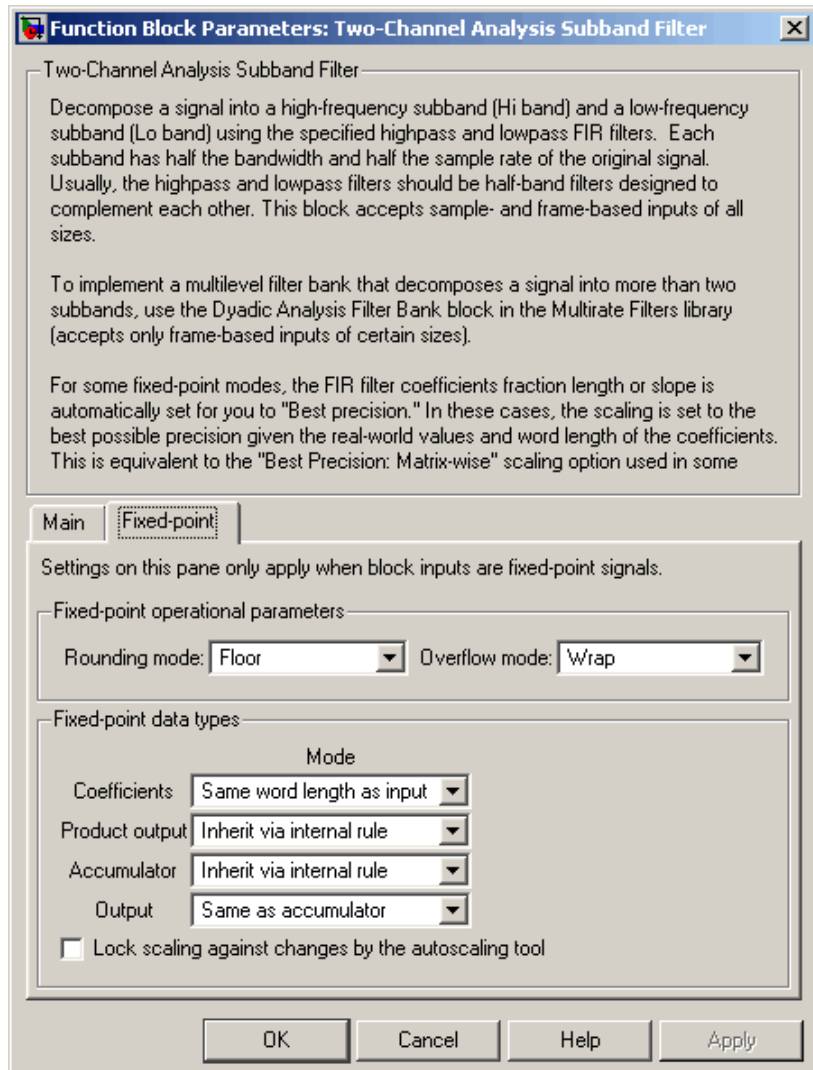 Function Block Parameters: Two-Channel Analysis Subband Filter
Two-Channel Analysis Subband Filter
Decompose a signal into a high-frequency subband (Hi band) and a low-frequency
subband (Lo band) using the specified highpass and lowpass FIR filters.  Each
subband has half the bandwidth and half the sample rate of the original signal.
Usually, the highpass and lowpass filters should be half-band filters designed to
complement each other. This block accepts sample- and frame-based inputs of all
sizes.
To implement a multilevel filter bank that decomposes a signal into more than two
subbands, use the Dyadic Analysis Filter Bank block in the Multirate Filters library
(accepts only frame-based inputs of certain sizes).
For some fixed-point modes, the FIR filter coefficients fraction length or slope is
automatically set for you to "Best precision." In these cases, the scaling is set to the
best possible precision given the real-world values and word length of the coefficients.
This is equivalent to the "Best Precision: Matrix-wise" scaling option used in some
Main Fixed-point
Settings on this pane only apply when block inputs are fixed-point signals.
Fixed-point operational parameters
Rounding mode: Floor Overflow mode: Wrap
Fixed-point data types
Mode
Coefficients Same word length as input
Product output Inherit via internal rule
Accumulator Inherit via internal rule
Output Same as accumulator
Lock scaling against changes by the autoscaling tool
OK Cancel Help Apply